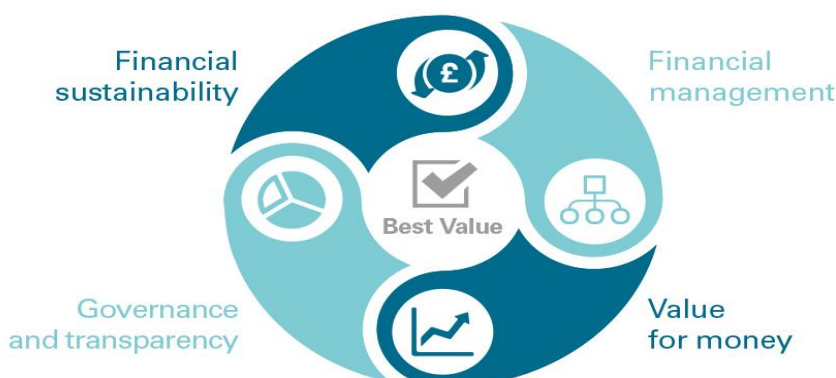 Financial
sustainability
Financial
management
£
Best Value
Governance
and transparency
Value
for money